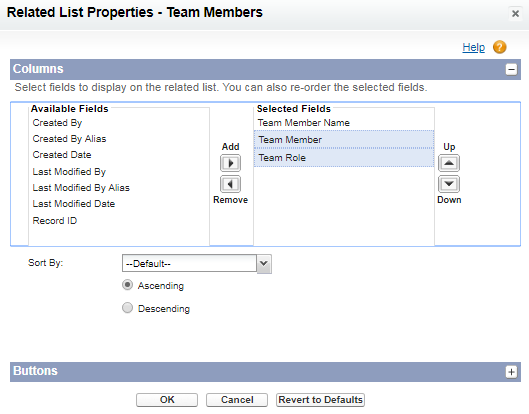 Related List Properties - Team Members
Help
Columns
Select fields to display on the related list. You can also re-order the selected fields.
Available Fields
Created By
Created By Alias
Created Date
Last Modified By
Last Modified By Alias
Last Modified Date
Record ID
Add
Remove
Selected Fields
Team Member Name
Team Member
Team Role
Up
Down
Sort By:
--Default--
Ascending
Descending
Buttons
OK
Cancel
Revert to Defaults